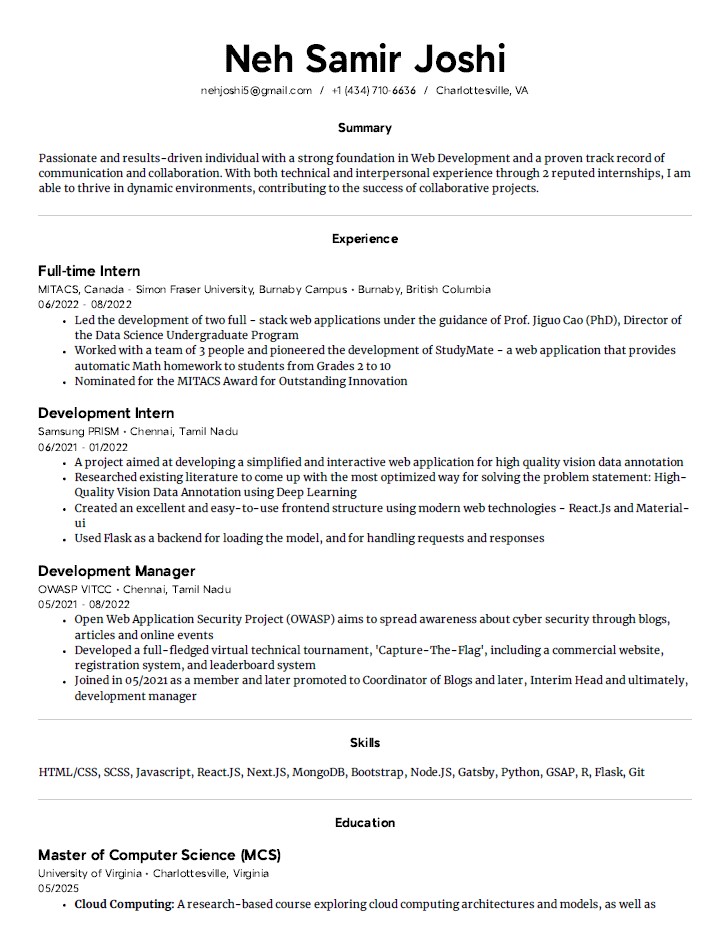 Neh Samir Joshi
nehjoshi5@gmail.com / +1 (434) 710-6636 / Charlottesville, VA
Summary
Passionate and results-driven individual with a strong foundation in Web Development and a proven track record of
communication and collaboration. With both technical and interpersonal experience through 2 reputed internships, I am
able to thrive in dynamic environments, contributing to the success of collaborative projects.
Experience
Full-time Intern
MITACS, Canada - Simon Fraser University, Burnaby Campus • Burnaby, British Columbia
06/2022 - 08/2022
• Led the development of two full - stack web applications under the guidance of Prof. Jiguo Cao (PhD), Director of
the Data Science Undergraduate Program
• Worked with a team of 3 people and pioneered the development of StudyMate - a web application that provides
automatic Math homework to students from Grades 2 to 10
• Nominated for the MITACS Award for Outstanding Innovation
Development Intern
Samsung PRISM • Chennai, Tamil Nadu
06/2021 - 01/2022
• A project aimed at developing a simplified and interactive web application for high quality vision data annotation
• Researched existing literature to come up with the most optimized way for solving the problem statement: High-
Quality Vision Data Annotation using Deep Learning
• Created an excellent and easy-to-use frontend structure using modern web technologies - React.Js and Material-
ui
• Used Flask as a backend for loading the model, and for handling requests and responses
Development Manager
OWASP VITCC • Chennai, Tamil Nadu
05/2021 - 08/2022
• Open Web Application Security Project (OWASP) aims to spread awareness about cyber security through blogs,
articles and online events
• Developed a full-fledged virtual technical tournament, 'Capture-The-Flag', including a commercial website,
registration system, and leaderboard system
• Joined in 05/2021 as a member and later promoted to Coordinator of Blogs and later, Interim Head and ultimately,
development manager
Skills
HTML/CSS, SCSS, Javascript, React.JS, Next.JS, MongoDB, Bootstrap, Node.JS, Gatsby, Python, GSAP, R, Flask, Git
Education
Master of Computer Science (MCS)
University of Virginia • Charlottesville, Virginia
05/2025
• Cloud Computing: A research-based course exploring cloud computing architectures and models, as well as